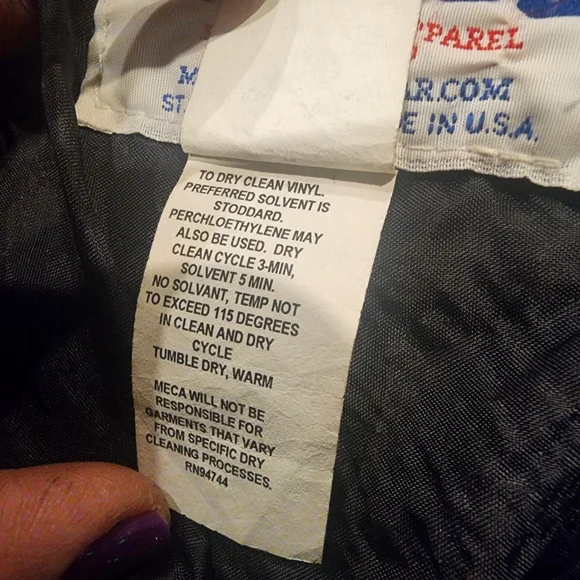 PAREL
M
R.COM
ST
E IN U.S.A.
TO DRY CLEAN VINYL.
PREFERRED SOLVENT IS
STODDARD.
PERCHLOETHYLENE MAY
ALSO BE USED. DRY
CLEAN CYCLE 3-MIN,
SOLVENT 5 MIN.
NO SOLVANT, TEMP NOT
TO EXCEED 115 DEGREES
IN CLEAN AND DRY
CYCLE
TUMBLE DRY, WARM
MECA WILL NOT BE
RESPONSIBLE FOR
GARMENTS THAT VARY
FROM SPECIFIC DRY
CLEANING PROCESSES.
RN94744